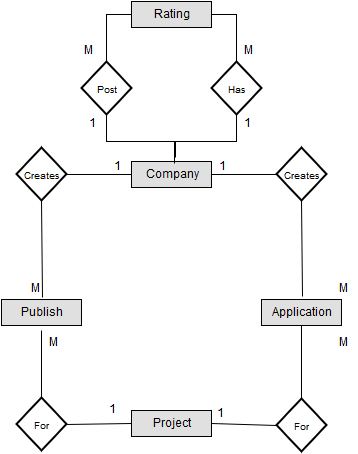 Rating
M
M
Post
Has
1
1
1
Company
1
Creates
Creates
M
M
Publish
Application
M
M
1
Project
1
For
For